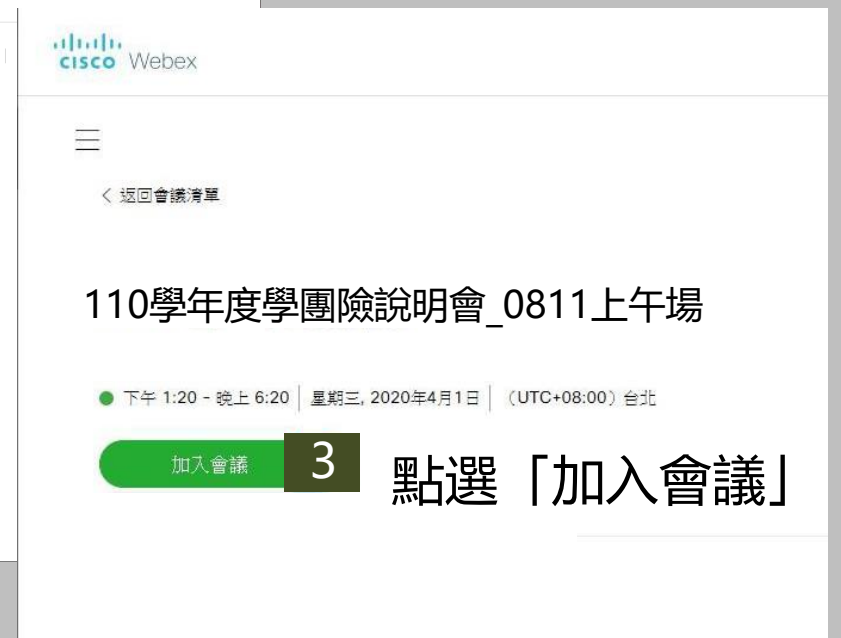 CISCO Webex
返回會議清單
110學年度學團險說明會_0811上午場
下午 1:20 - 晚上 6:20 | 星期三, 2020年4月1日 | （UTC+08:00）台北
加入會議
3
點選「加入會議」